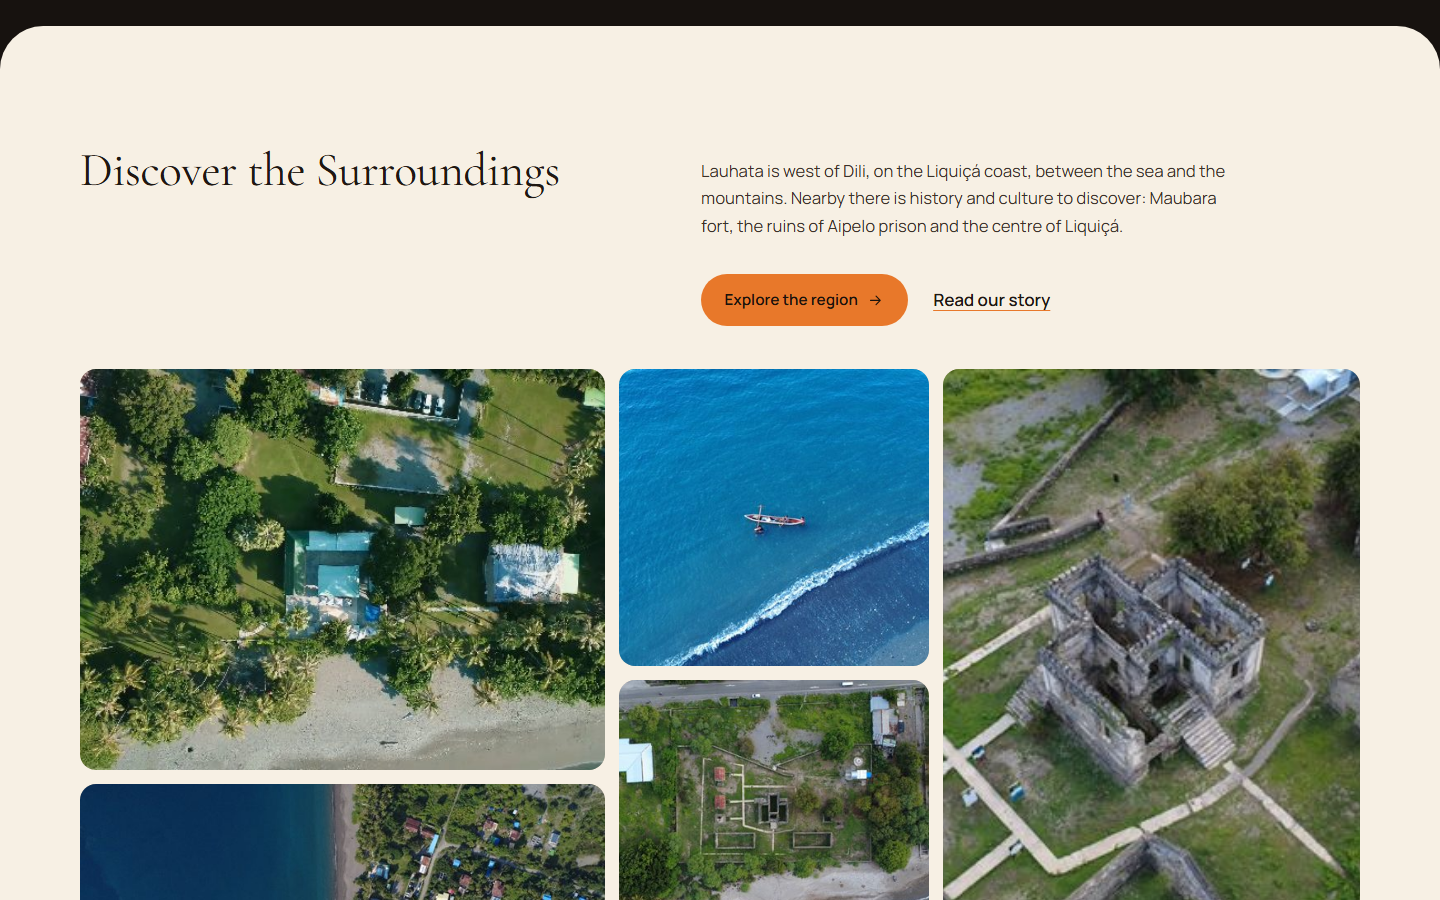 Discover the Surroundings
Lauhata is west of Dili, on the Liquiçá coast, between the sea and the
mountains. Nearby there is history and culture to discover: Maubara
fort, the ruins of Aipelo prison and the centre of Liquiçá.
Explore the region →
Read our story